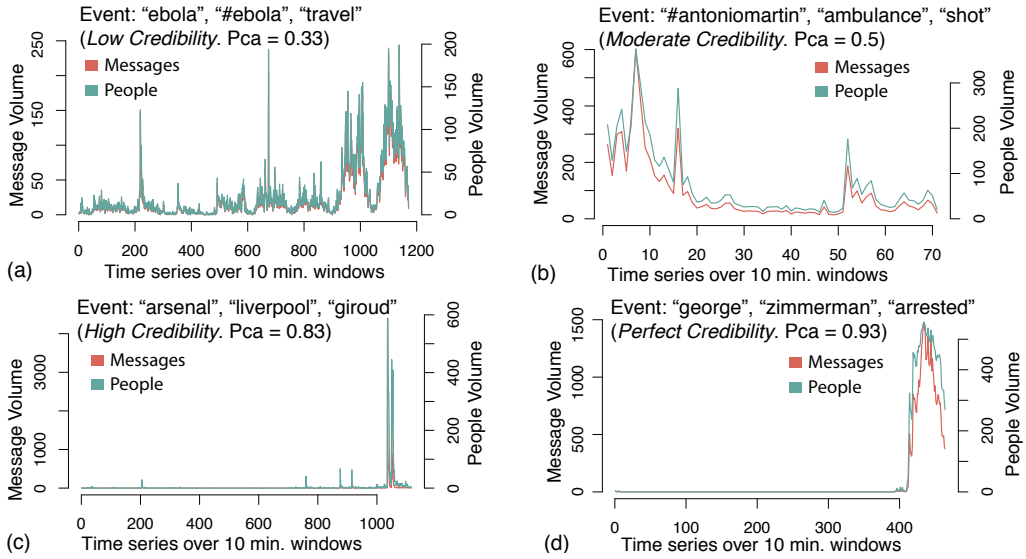 Event: “ebola”, “#ebola”, “travel”
(Low Credibility. Pca = 0.33)
Messages
People
Message Volume
0
50
150
250
People Volume
0
50
100
150
200
0
200
400
600
800
1000
1200
Time series over 10 min. windows
(a)
Event: “#antoniomartin”, “ambulance”, “shot”
(Moderate Credibility. Pca = 0.5)
Messages
People
Message Volume
0
200
400
600
People Volume
0
100
200
300
0
10
20
30
40
50
60
70
Time series over 10 min. windows
(b)
Event: “arsenal”, “liverpool”, “giroud”
(High Credibility. Pca = 0.83)
Messages
People
Message Volume
0
1000
3000
People Volume
0
200
400
600
0
200
400
600
800
1000
Time series over 10 min. windows
(c)
Event: “george”, “zimmerman”, “arrested”
(Perfect Credibility. Pca = 0.93)
Messages
People
Message Volume
0
500
1000
1500
People Volume
0
200
400
0
100
200
300
400
Time series over 10 min. windows
(d)